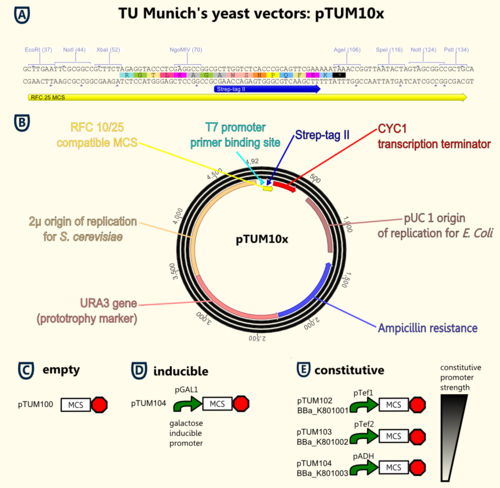 A
TU Munich's yeast vectors: pTUM10x
EcoRI (37) NotI (44) XbaI (52) NgoMIV (70) AgeI (106) SpeI (116) NotI (124) PstI (134)
Strep-tag II
RFC 25 MCS
B
RFC 10/25
compatible MCS
T7 promoter
primer binding site
Strep-tag II
CYC1
transcription terminator
2µ origin of replication
for S. cerevisiae
pTUM10x
pUC 1 origin
of replication for E. Coli
URA3 gene
(prototrophy marker)
Ampicillin resistance
4,92
500
1,000
1,500
2,000
2,500
3,000
3,500
4,000
4,500
C empty
pTUM100 MCS
D inducible
pGAL1
pTUM104 MCS
galactose
inducible
promoter
E constitutive
constitutive
promoter
strength
pTef1
pTUM102
BBa_K801001
MCS
pTef2
pTUM103
BBa_K801002
MCS
pADH
pTUM104
BBa_K801003
MCS